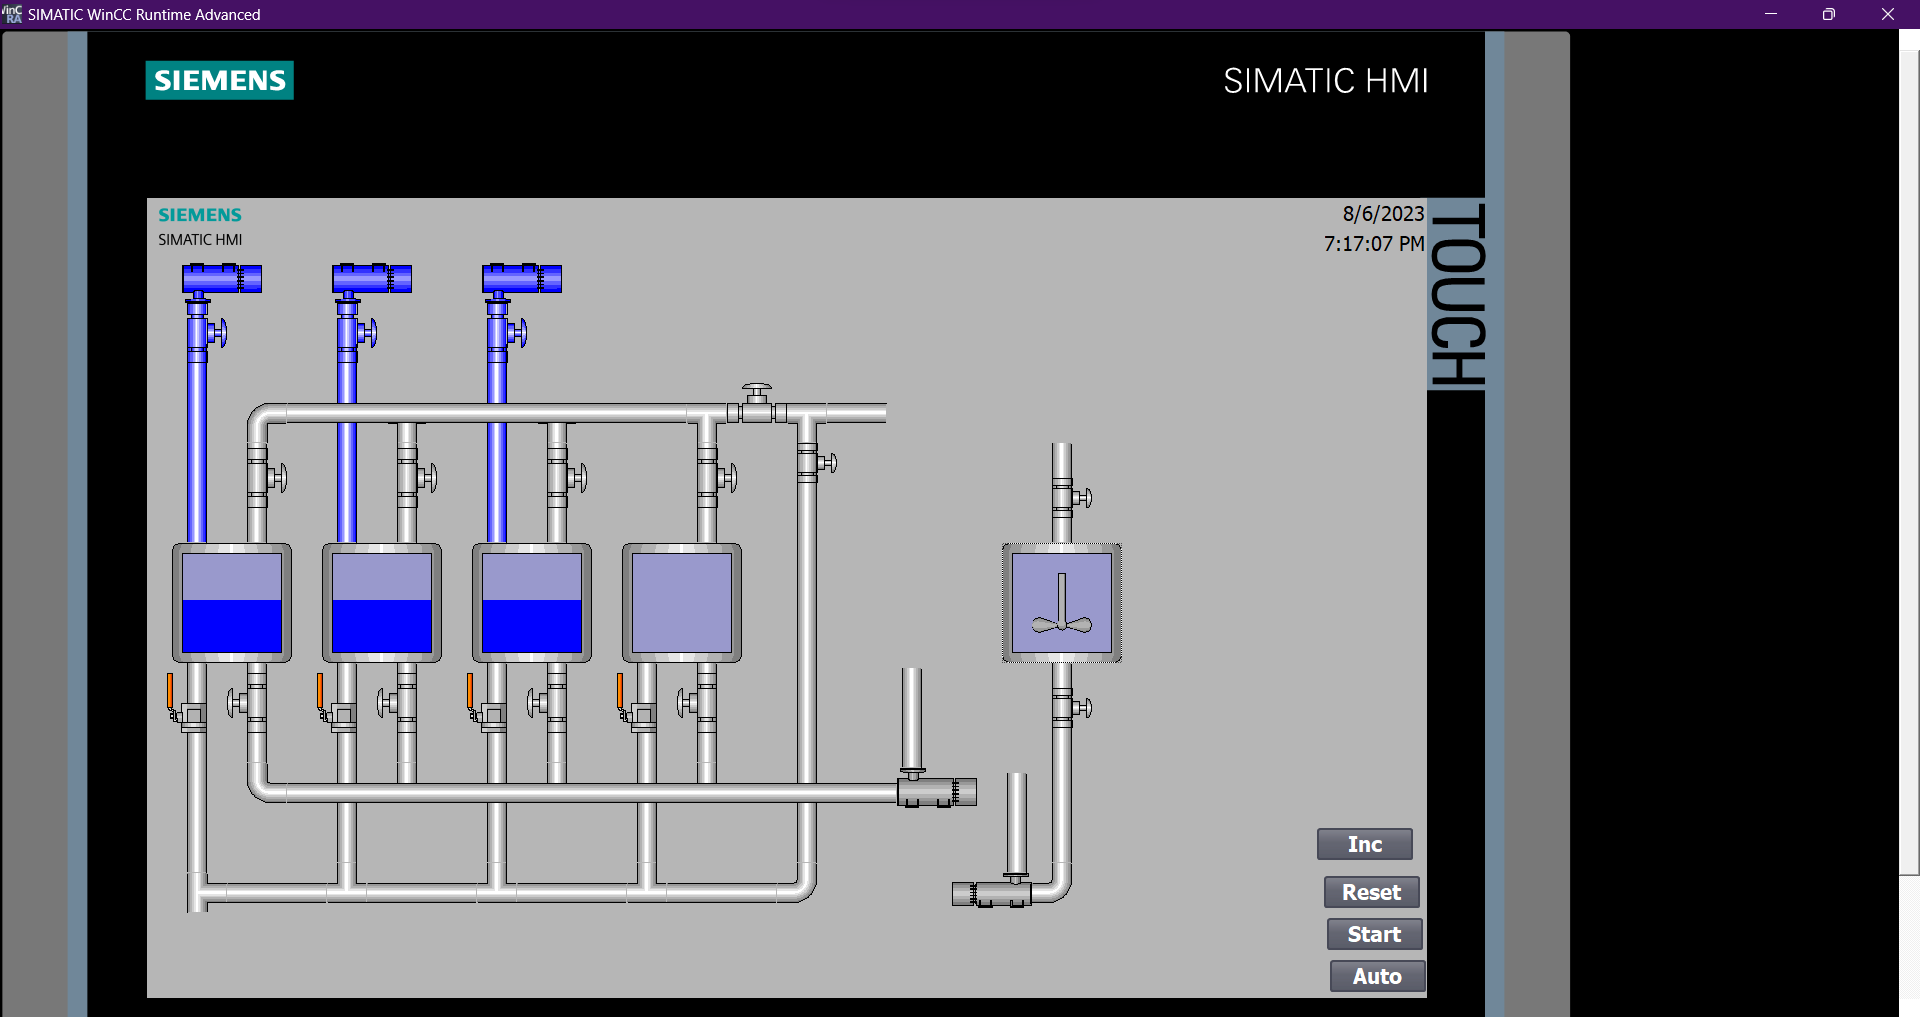 SIMATIC WinCC Runtime Advanced
SIEMENS
SIMATIC HMI
SIEMENS
SIMATIC HMI
8/6/2023
7:17:07 PM
TOUCH
Inc
Reset
Start
Auto